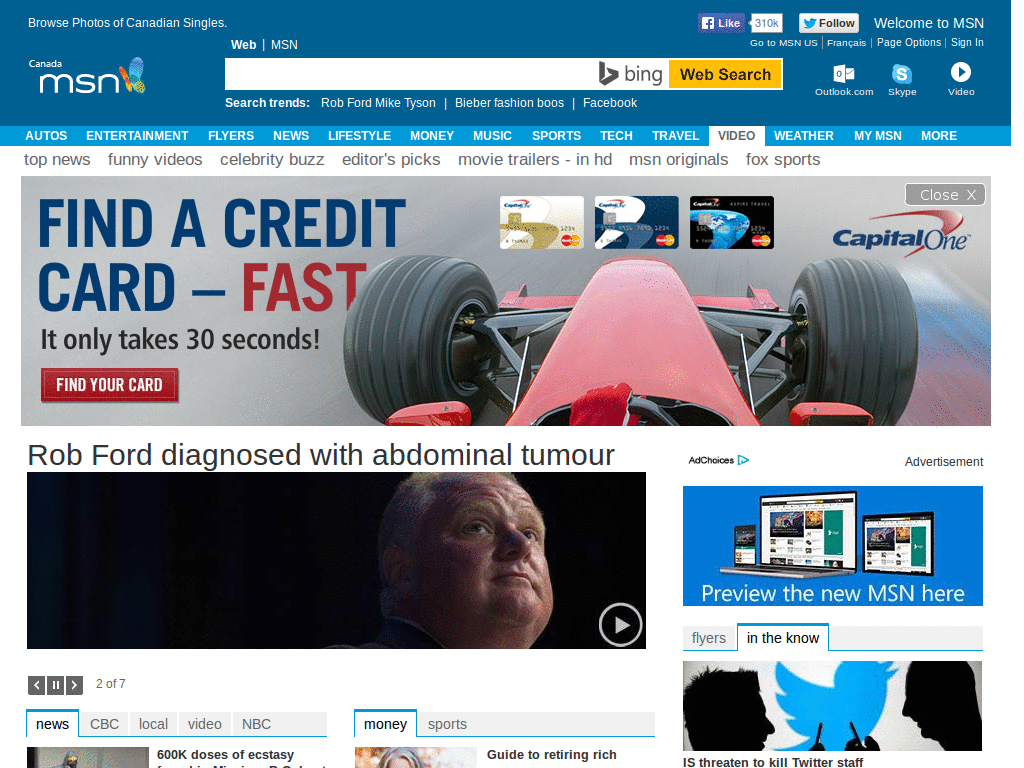 Browse Photos of Canadian Singles.
Like 310k Follow Welcome to MSN
Go to MSN US Français Page Options Sign In
Web MSN
Canada
msn
bing Web Search
Outlook.com Skype Video
Search trends: Rob Ford Mike Tyson | Bieber fashion boos | Facebook
AUTOS ENTERTAINMENT FLYERS NEWS LIFESTYLE MONEY MUSIC SPORTS TECH TRAVEL VIDEO WEATHER MY MSN MORE
top news funny videos celebrity buzz editor's picks movie trailers - in hd msn originals fox sports
Close X
FIND A CREDIT
CARD – FAST
It only takes 30 seconds!
FIND YOUR CARD
Capital One
Rob Ford diagnosed with abdominal tumour
AdChoices Advertisement
Preview the new MSN here
flyers in the know
2 of 7
news CBC local video NBC
money sports
600K doses of ecstasy
Guide to retiring rich
IS threaten to kill Twitter staff